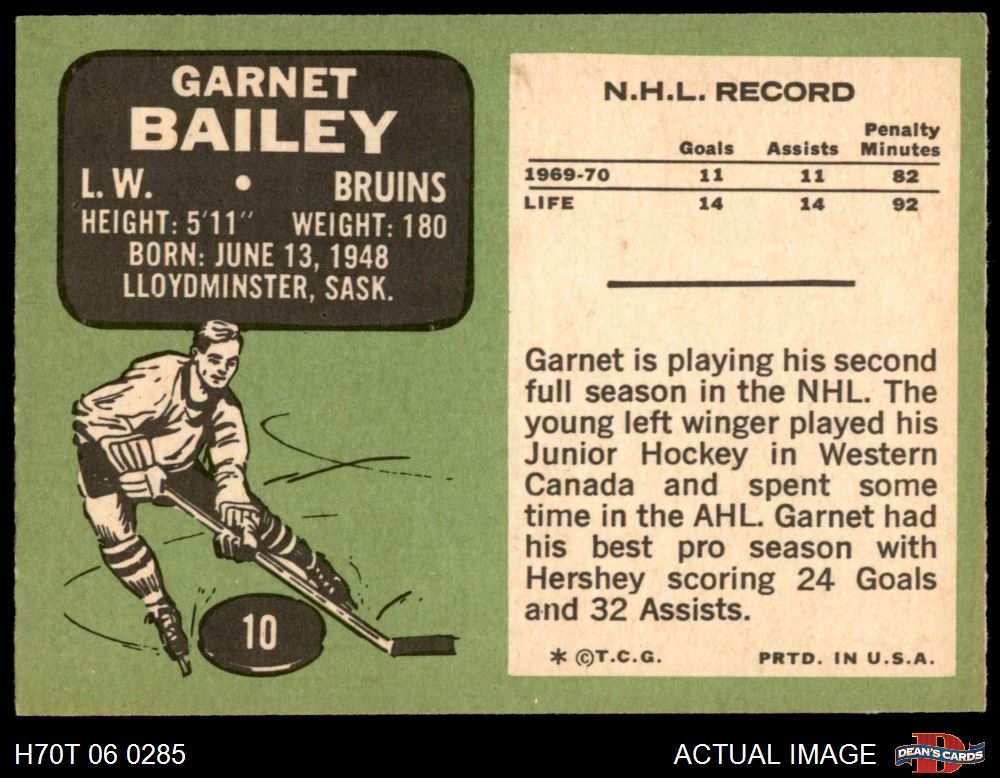 GARNET
BAILEY
L. W. • BRUINS
HEIGHT: 5'11" WEIGHT: 180
BORN: JUNE 13, 1948
LLOYDMINSTER, SASK.
10
N.H.L. RECORD
Goals Assists Penalty Minutes
1969-70 11 11 82
LIFE 14 14 92
Garnet is playing his second
full season in the NHL. The
young left winger played his
Junior Hockey in Western
Canada and spent some
time in the AHL. Garnet had
his best pro season with
Hershey scoring 24 Goals
and 32 Assists.
* ©T.C.G. PRTD. IN U.S.A.
H70T 06 0285 ACTUAL IMAGE D DEAN'S CARDS